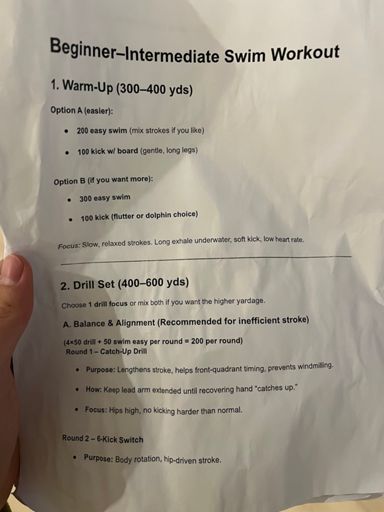 Beginner–Intermediate Swim Workout
1. Warm-Up (300–400 yds)
Option A (easier):
• 200 easy swim (mix strokes if you like)
• 100 kick w/ board (gentle, long legs)
Option B (if you want more):
• 300 easy swim
• 100 kick (flutter or dolphin choice)
Focus: Slow, relaxed strokes. Long exhale underwater, soft kick, low heart rate.
2. Drill Set (400–600 yds)
Choose 1 drill focus or mix both if you want the higher yardage.
A. Balance & Alignment (Recommended for inefficient stroke)
(4×50 drill + 50 swim easy per round = 200 per round)
Round 1 – Catch-Up Drill
• Purpose: Lengthens stroke, helps front-quadrant timing, prevents windmilling.
• How: Keep lead arm extended until recovering hand "catches up."
• Focus: Hips high, no kicking harder than normal.
Round 2 – 6-Kick Switch
• Purpose: Body rotation, hip-driven stroke.